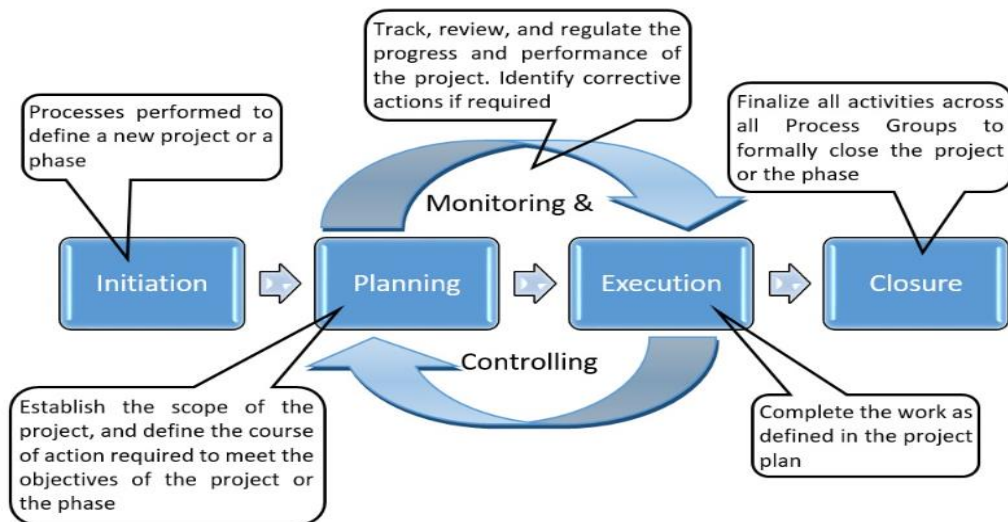 Track, review, and regulate the
progress and performance of
the project. Identify corrective
actions if required
Processes performed to
define a new project or a
phase
Finalize all activities across
all Process Groups to
formally close the project
or the phase
Monitoring &
Initiation
Planning
Execution
Closure
Controlling
Establish the scope of the
project, and define the course
of action required to meet the
objectives of the project or
the phase
Complete the work as
defined in the project
plan